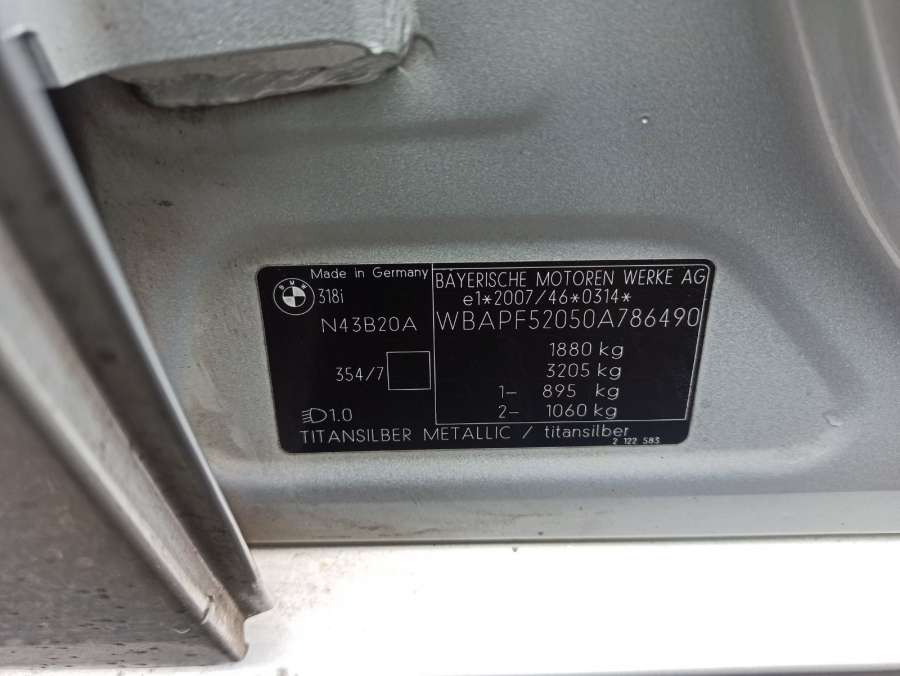 Made in Germany
BMW
318i
N43B20A
354/7
1.0
BAYERISCHE MOTOREN WERKE AG
e1*2007/46*0314*
WBAPF52050A786490
1880 kg
3205 kg
1- 895 kg
2- 1060 kg
TITANSILBER METALLIC / titansilber
2 122 583